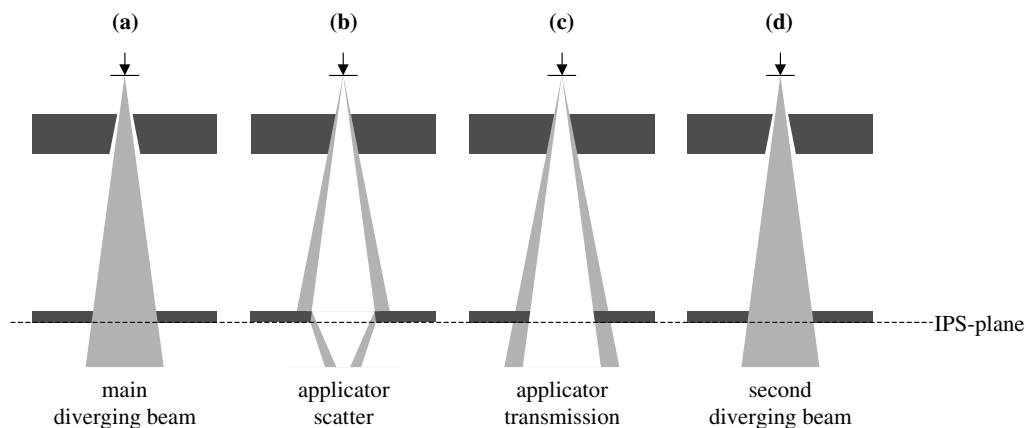 (a) (b) (c) (d)
IPS-plane
main
diverging beam
applicator
scatter
applicator
transmission
second
diverging beam